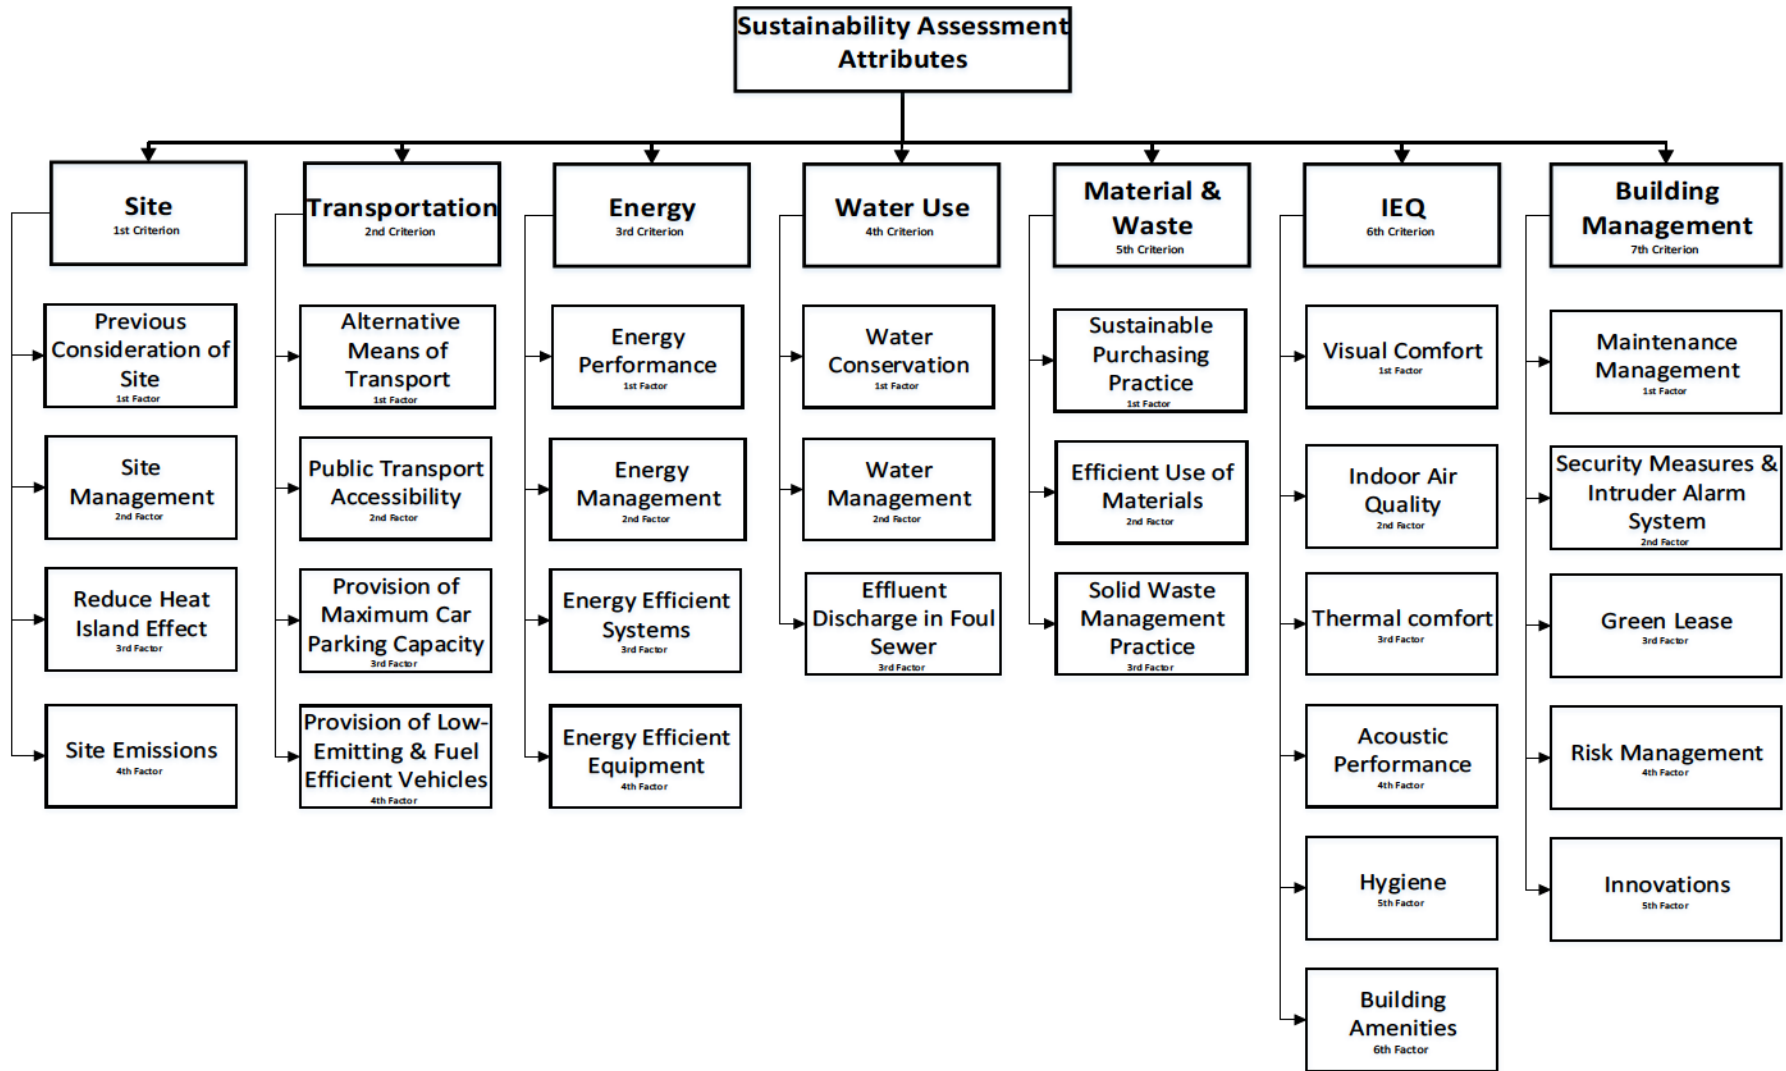 Sustainability Assessment
Attributes
Site
1st Criterion
Previous
Consideration of
Site
1st Factor
Site
Management
2nd Factor
Reduce Heat
Island Effect
3rd Factor
Site Emissions
4th Factor
Transportation
2nd Criterion
Alternative
Means of
Transport
1st Factor
Public Transport
Accessibility
2nd Factor
Provision of
Maximum Car
Parking Capacity
3rd Factor
Provision of Low-
Emitting & Fuel
Efficient Vehicles
4th Factor
Energy
3rd Criterion
Energy
Performance
1st Factor
Energy
Management
2nd Factor
Energy Efficient
Systems
3rd Factor
Energy Efficient
Equipment
4th Factor
Water Use
4th Criterion
Water
Conservation
1st Factor
Water
Management
2nd Factor
Effluent
Discharge in Foul
Sewer
3rd Factor
Material &
Waste
5th Criterion
Sustainable
Purchasing
Practice
1st Factor
Efficient Use of
Materials
2nd Factor
Solid Waste
Management
Practice
3rd Factor
IEQ
6th Criterion
Visual Comfort
1st Factor
Indoor Air
Quality
2nd Factor
Thermal comfort
3rd Factor
Acoustic
Performance
4th Factor
Hygiene
5th Factor
Building
Amenities
6th Factor
Building
Management
7th Criterion
Maintenance
Management
1st Factor
Security Measures &
Intruder Alarm
System
2nd Factor
Green Lease
3rd Factor
Risk Management
4th Factor
Innovations
5th Factor